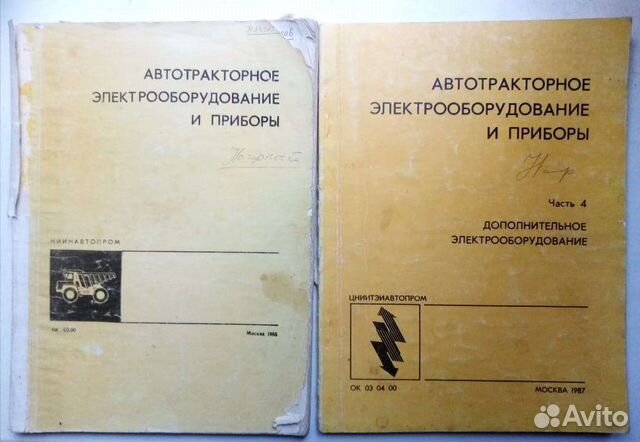 АВТОТРАКТОРНОЕ
ЭЛЕКТРООБОРУДОВАНИЕ
И ПРИБОРЫ
НИИНАВТОПРОМ
Москва 1985
АВТОТРАКТОРНОЕ
ЭЛЕКТРООБОРУДОВАНИЕ
И ПРИБОРЫ
Часть 4
ДОПОЛНИТЕЛЬНОЕ
ЭЛЕКТРООБОРУДОВАНИЕ
ЦНИИТЭИАВТОПРОМ
ОК 03 04 00
МОСКВА 1987
Avito